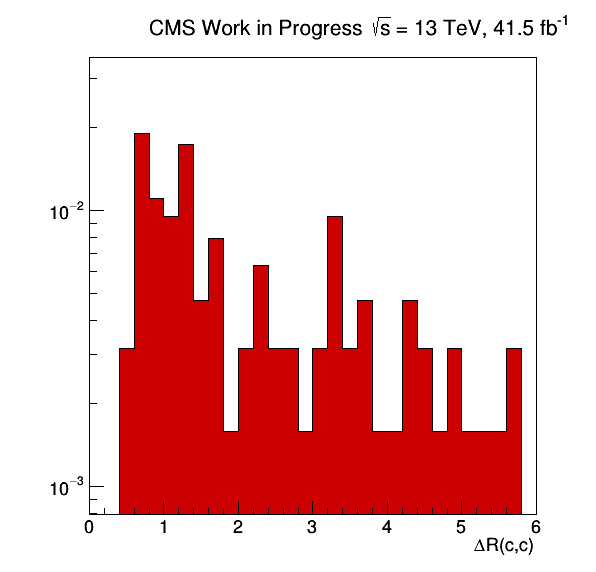 CMS Work in Progress √s = 13 TeV, 41.5 fb⁻¹
10⁻²
10⁻³
0 1 2 3 4 5 6
ΔR(c,c)